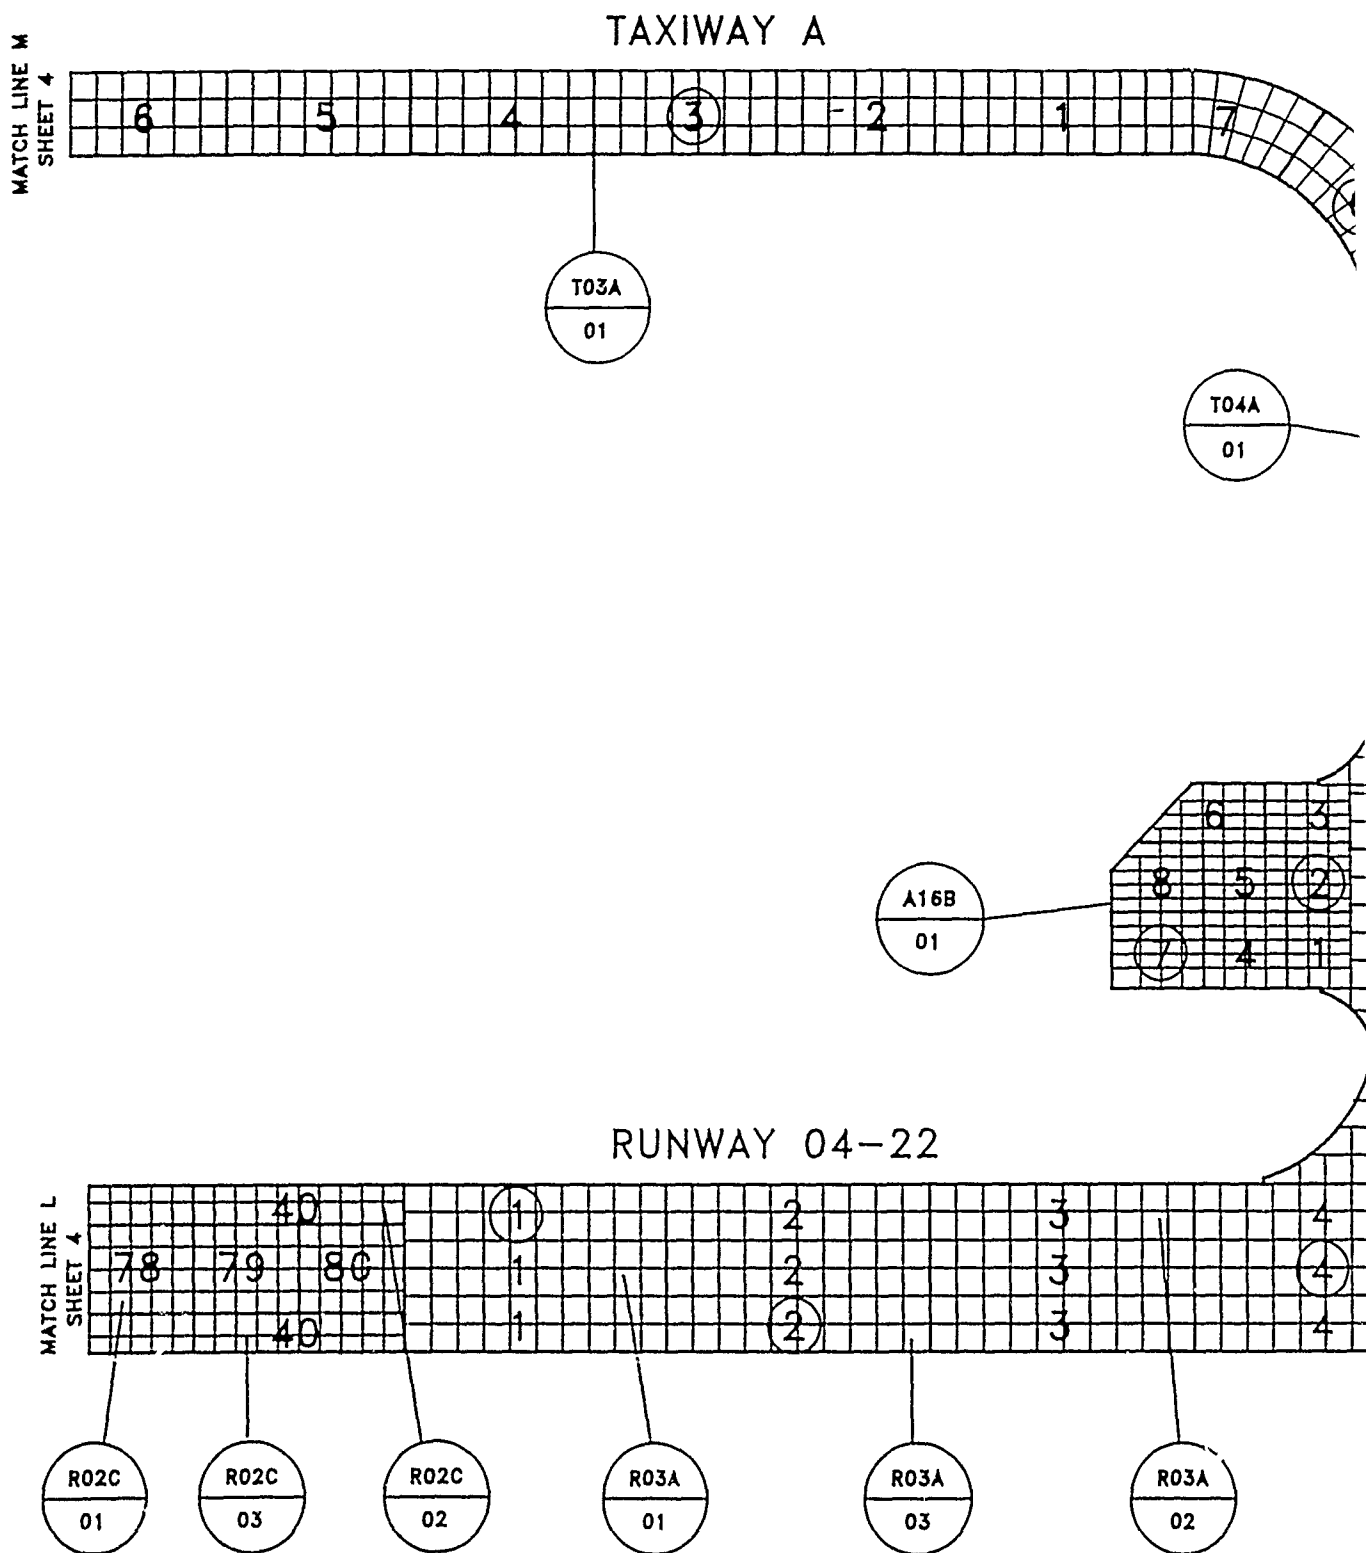 TAXIWAY A
MATCH LINE M
SHEET 4
6 5 4 3 2 1 7
T03A
01
T04A
01
6 3
8 5 2
7 4 1
A16B
01
RUNWAY 04-22
MATCH LINE L
SHEET 4
40 1 2 3 4
78 79 80 1 2 3 4
40 1 2 3 4
R02C
01
R02C
03
R02C
02
R03A
01
R03A
03
R03A
02